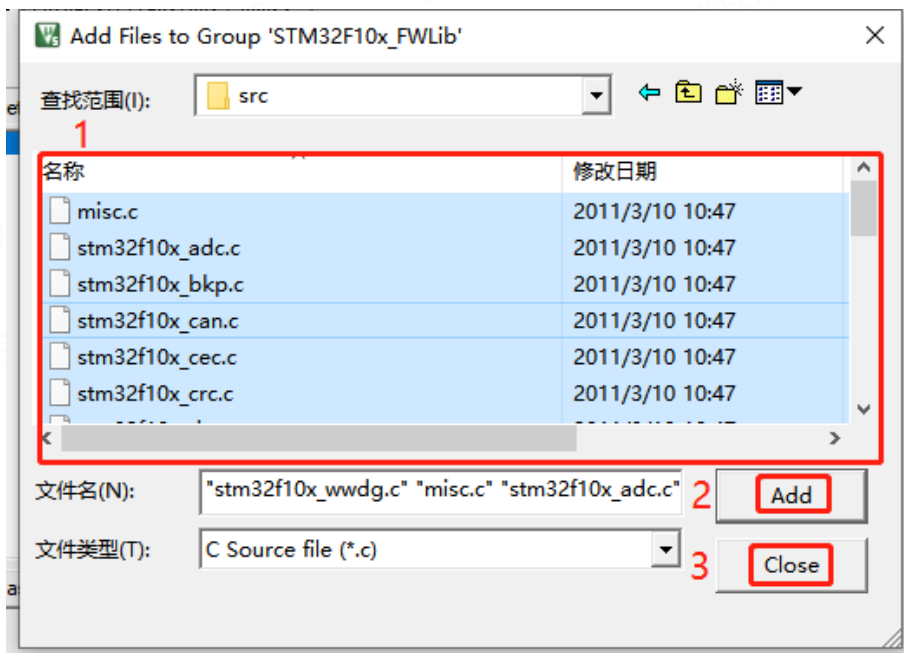 Add Files to Group 'STM32F10x_FWLib'
查找范围(I): src
1
名称 修改日期
misc.c 2011/3/10 10:47
stm32f10x_adc.c 2011/3/10 10:47
stm32f10x_bkp.c 2011/3/10 10:47
stm32f10x_can.c 2011/3/10 10:47
stm32f10x_cec.c 2011/3/10 10:47
stm32f10x_crc.c 2011/3/10 10:47
文件名(N): "stm32f10x_wwdg.c" "misc.c" "stm32f10x_adc.c" 2 Add
文件类型(T): C Source file (*.c) 3 Close